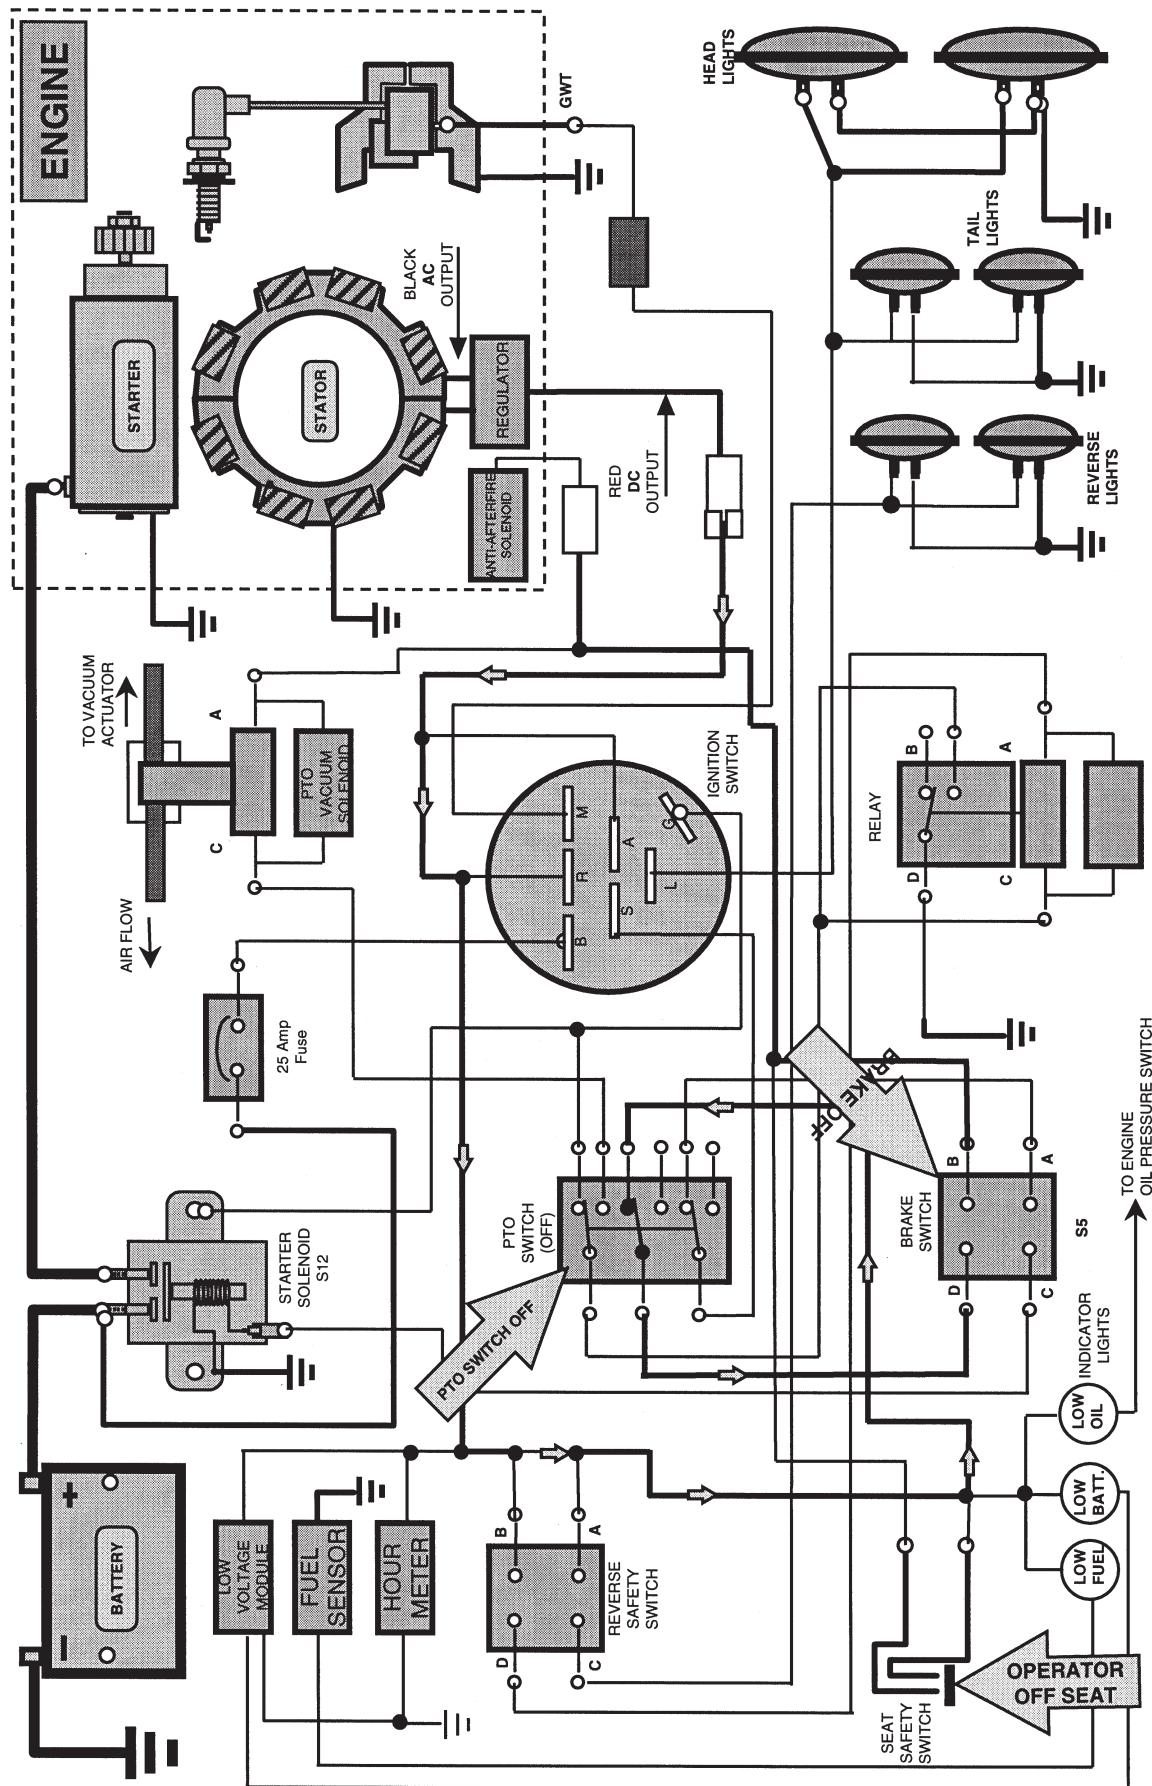 ENGINE
STARTER
STATOR
BLACK
AC
OUTPUT
REGULATOR
ANTI-AFTERFIRE
SOLENOID
RED
DC
OUTPUT
GWT
HEAD
LIGHTS
TAIL
LIGHTS
REVERSE
LIGHTS
TO VACUUM
ACTUATOR
AIR FLOW
A
C
PTO
VACUUM
SOLENOID
25 Amp
Fuse
IGNITION
SWITCH
M
R
B
A
S
L
G
RELAY
B
D
A
C
STARTER
SOLENOID
S12
PTO
SWITCH
(OFF)
PTO SWITCH OFF
BRAKE
OFF
BRAKE
SWITCH
S5
B
A
D
C
TO ENGINE
OIL PRESSURE SWITCH
INDICATOR
LIGHTS
LOW
OIL
LOW
BATT.
LOW
FUEL
BATTERY
+
–
LOW
VOLTAGE
MODULE
FUEL
SENSOR
HOUR
METER
REVERSE
SAFETY
SWITCH
B
A
D
C
SEAT
SAFETY
SWITCH
OPERATOR
OFF SEAT